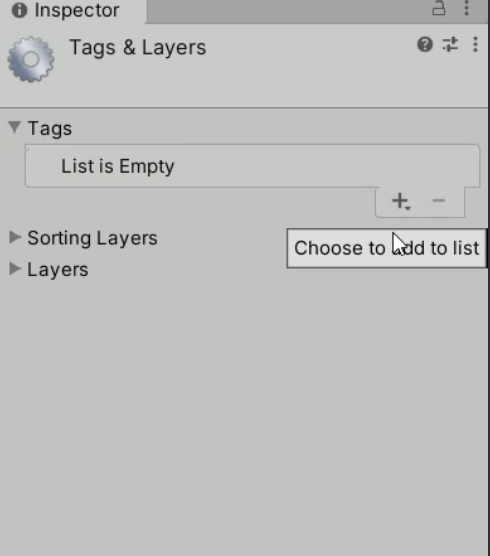 Inspector
Tags & Layers
Tags
List is Empty
Sorting Layers
Choose to add to list
Layers